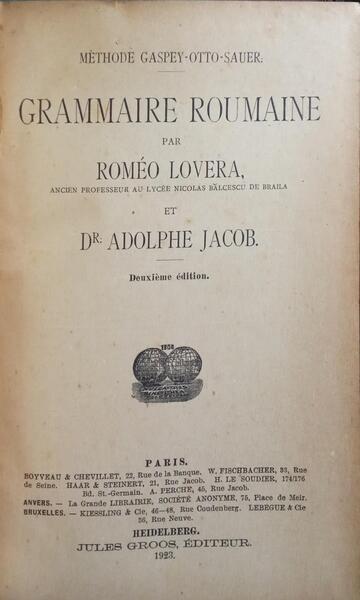 MÉTHODE GASPEY-OTTO-SAUER.
GRAMMAIRE ROUMAINE
PAR
ROMÉO LOVERA,
ANCIEN PROFESSEUR AU LYCÉE NICOLAS BĂLCESCU DE BRAILA
ET
DR. ADOLPHE JACOB.
Deuxième édition.
PARIS.
BOYVEAU & CHEVILLET, 22, Rue de la Banque. W. FISCHBACHER, 33, Rue
de Seine. HAAR & STEINERT, 21, Rue Jacob. H. LE SOUDIER, 174/176
Bd. St.-Germain. A. PERCHE, 45, Rue Jacob.
ANVERS. — La Grande LIBRAIRIE, SOCIÉTÉ ANONYME, 75, Place de Meir.
BRUXELLES. — KIESSLING & Cie, 46-48, Rue Coudenberg. LEBÈGUE & Cie
36, Rue Neuve.
HEIDELBERG.
JULES GROOS, ÉDITEUR.
1923.